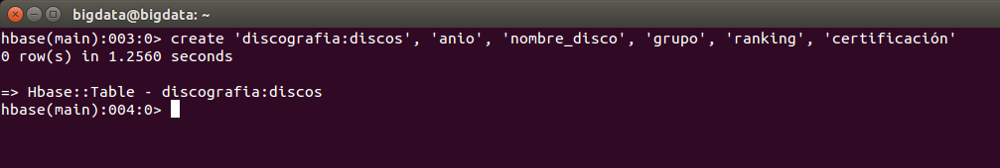 bigdata@bigdata: ~
hbase(main):003:0> create 'discografia:discos', 'anio', 'nombre_disco', 'grupo', 'ranking', 'certificación'
0 row(s) in 1.2560 seconds
=> Hbase::Table - discografia:discos
hbase(main):004:0>